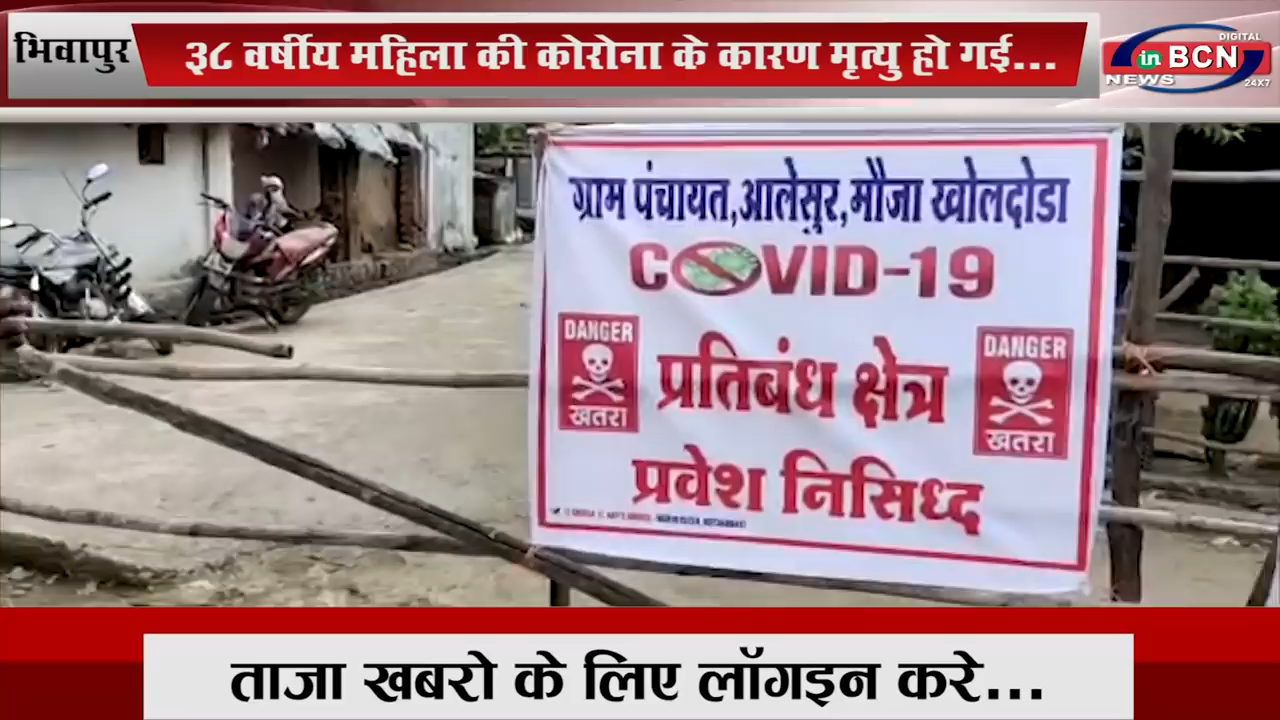 भिवापुर
३८ वर्षीय महिला की कोरोना के कारण मृत्यु हो गई...
DIGITAL
in BCN
NEWS 24X7
ग्राम पंचायत,आलेसुर,मौजा खोलदोडा
COVID-19
DANGER
खतरा
प्रतिबंध क्षेत्र
DANGER
खतरा
प्रवेश निसिध्द
ताजा खबरो के लिए लॉगइन करे...